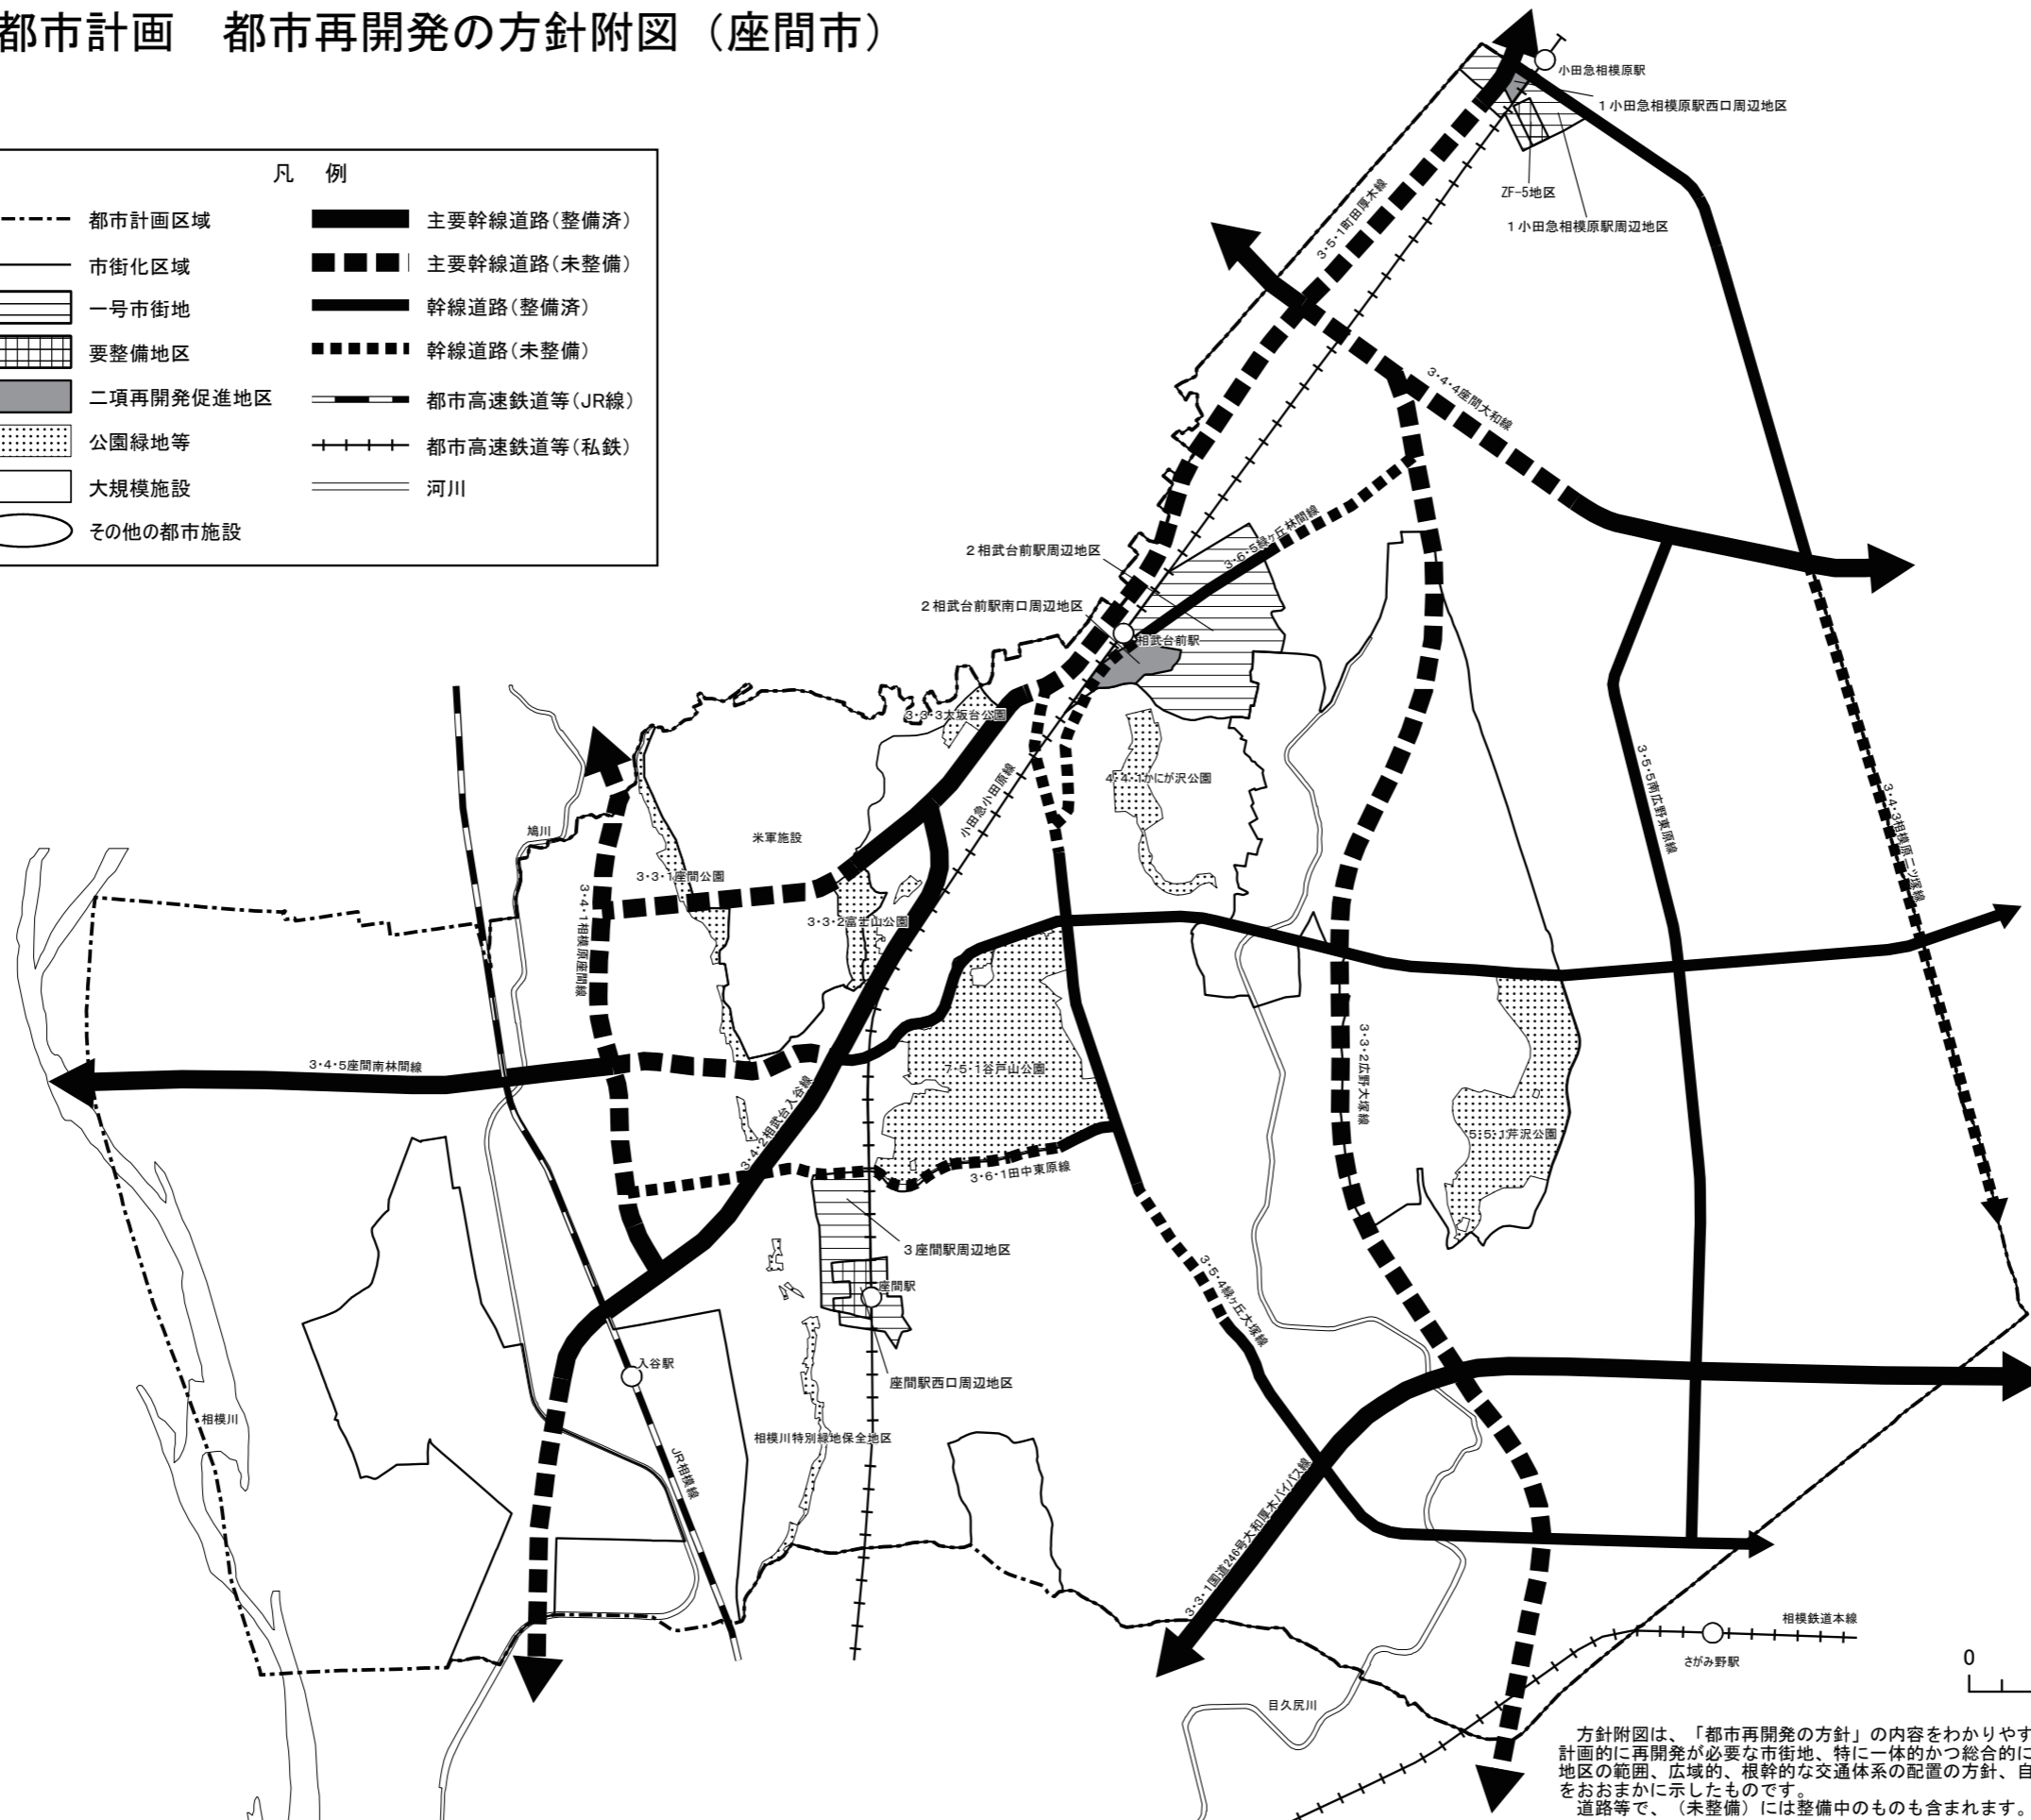 都市計画　都市再開発の方針附図（座間市）
凡　例
都市計画区域
市街化区域
一号市街地
要整備地区
二項再開発促進地区
公園緑地等
大規模施設
その他の都市施設
主要幹線道路（整備済）
主要幹線道路（未整備）
幹線道路（整備済）
幹線道路（未整備）
都市高速鉄道等（JR線）
都市高速鉄道等（私鉄）
河川
小田急相模原駅
1小田急相模原駅西口周辺地区
ZF-5地区
1小田急相模原駅周辺地区
3・5・1町田厚木線
3・4・4座間大和線
3・6・5緑ヶ丘林間線
2相武台前駅周辺地区
2相武台前駅南口周辺地区
相武台前駅
3・3・3大坂台公園
小田急小田原線
4・4・1かにが沢公園
3・5・5南広野東原線
3・4・3相模原二ツ塚線
鳩川
米軍施設
3・3・1座間公園
3・3・2富士山公園
3・4・1相模原座間線
3・4・5座間南林間線
7・5・1谷戸山公園
3・3・2広野大塚線
5・5・1芹沢公園
3・4・2相武台入谷線
3・6・1田中東原線
3座間駅周辺地区
座間駅
3・5・4緑ヶ丘大塚線
入谷駅
座間駅西口周辺地区
相模川
相模川特別緑地保全地区
JR相模線
3・3・1国道246号大和厚木バイパス線
相模鉄道本線
さがみ野駅
目久尻川
0
方針附図は、「都市再開発の方針」の内容をわかりやす
計画的に再開発が必要な市街地、特に一体的かつ総合的に
地区の範囲、広域的、根幹的な交通体系の配置の方針、自
をおおまかに示したものです。
道路等で、（未整備）には整備中のものも含まれます。